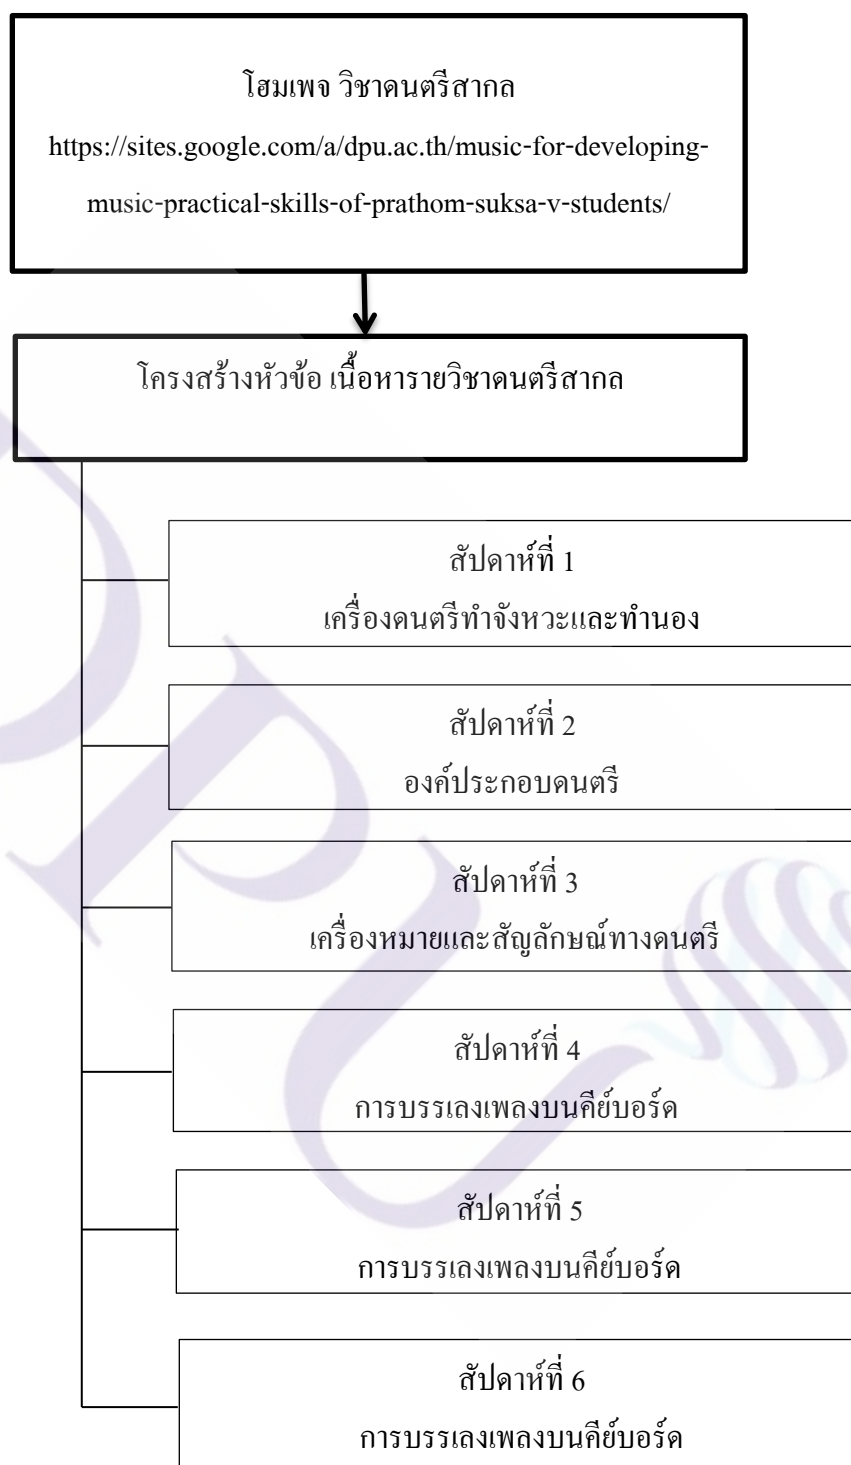 โฮมเพจ วิชาดนตรีสากล
https://sites.google.com/a/dpu.ac.th/music-for-developing-
music-practical-skills-of-prathom-suksa-v-students/
โครงสร้างหัวข้อ เนื้อหารายวิชาดนตรีสากล
สัปดาห์ที่ 1
เครื่องดนตรีทำจังหวะและทำนอง
สัปดาห์ที่ 2
องค์ประกอบดนตรี
สัปดาห์ที่ 3
เครื่องหมายและสัญลักษณ์ทางดนตรี
สัปดาห์ที่ 4
การบรรเลงเพลงบนคีย์บอร์ด
สัปดาห์ที่ 5
การบรรเลงเพลงบนคีย์บอร์ด
สัปดาห์ที่ 6
การบรรเลงเพลงบนคีย์บอร์ด
DPU